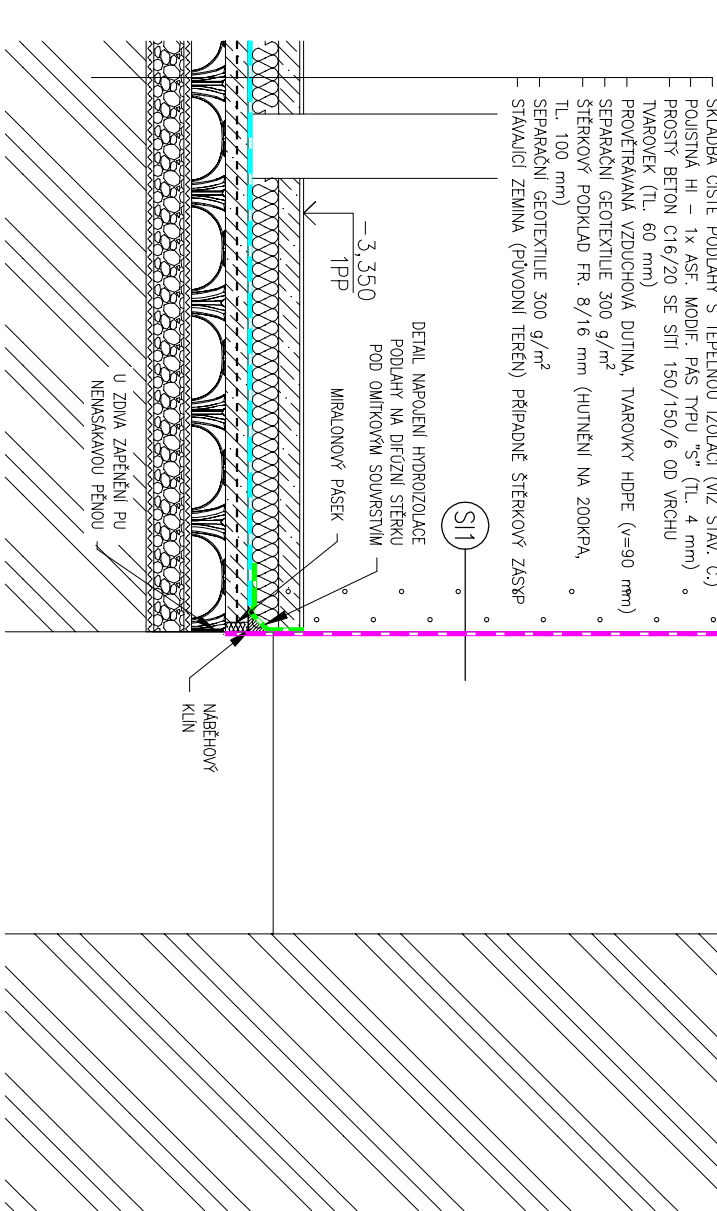 SKLADBA ČISTÉ PODLAHY S TEPELNOU IZOLACÍ (VIZ STAV. Č.)
POJISTNÁ HI – 1x ASF. MODIF. PÁS TYPU "S" (TL. 4 mm)
PROSTÝ BETON C16/20 SE SÍTÍ 150/150/6 OD VRCHU
TVAROVEK (TL. 60 mm)
PROVĚTRÁVANÁ VZDUCHOVÁ DUTINA, TVAROVKY HDPE (v=90 mm)
SEPARAČNÍ GEOTEXTILIE 300 g/m²
ŠTĚRKOVÝ PODKLAD FR. 8/16 mm (HUTNĚNÍ NA 200KPA,
TL. 100 mm)
SEPARAČNÍ GEOTEXTILIE 300 g/m²
STÁVAJÍCÍ ZEMINA (PŮVODNÍ TERÉN) PŘÍPADNĚ ŠTĚRKOVÝ ZÁSYP
SI1
–3,350
1PP
DETAIL NAPOJENÍ HYDROIZOLACE
PODLAHY NA DIFÚZNÍ STĚRKU
POD OMÍTKOVÝM SOUVRSTVÍM
MIRALONOVÝ PÁSEK
NÁBĚHOVÝ
KLÍN
U ZDIVA ZAPĚNĚNÍ PU
NENASÁKAVOU PĚNOU